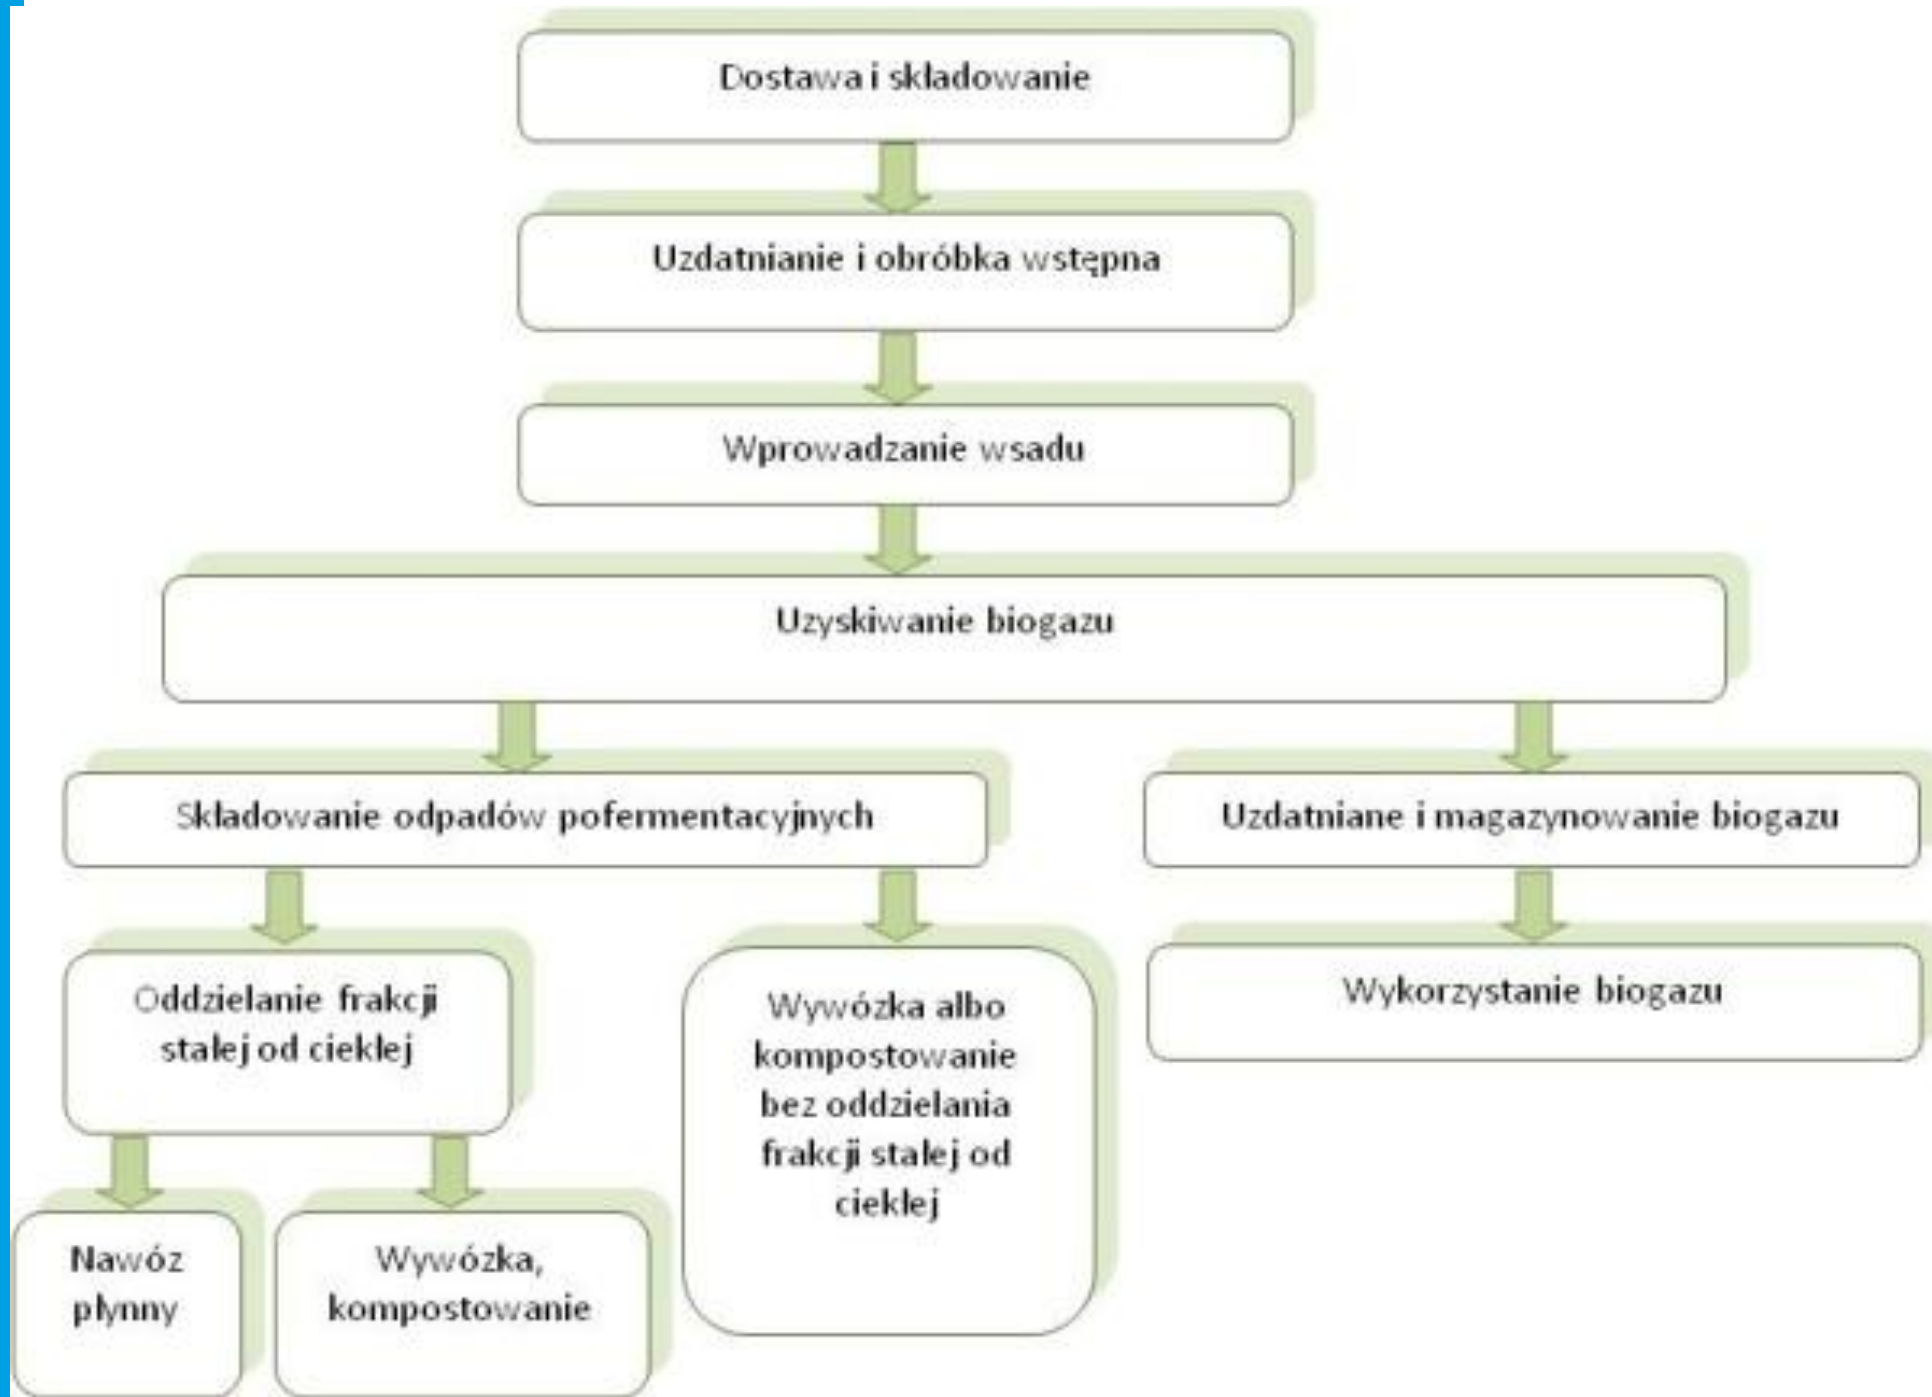 Dostawa i składowanie
Uzdatnianie i obróbka wstępna
Wprowadzanie wsadu
Uzyskiwanie biogazu
Składowanie odpadów pofermentacyjnych
Uzdatniane i magazynowanie biogazu
Oddzielanie frakcji
stałej od ciekłej
Wywózka albo
kompostowanie
bez oddzielania
frakcji stałej od
ciekłej
Wykorzystanie biogazu
Nawóz
płynny
Wywózka,
kompostowanie